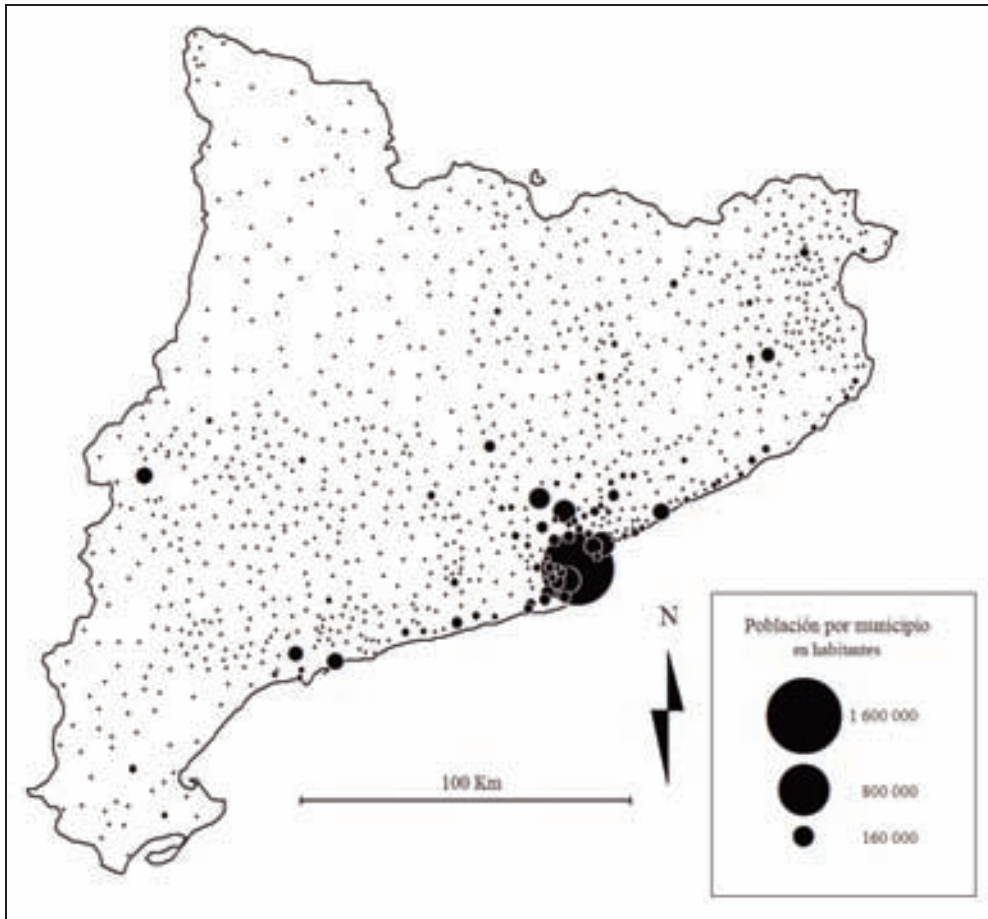 N
Población por municipio
en habitantes
1 600 000
800 000
160 000
100 Km